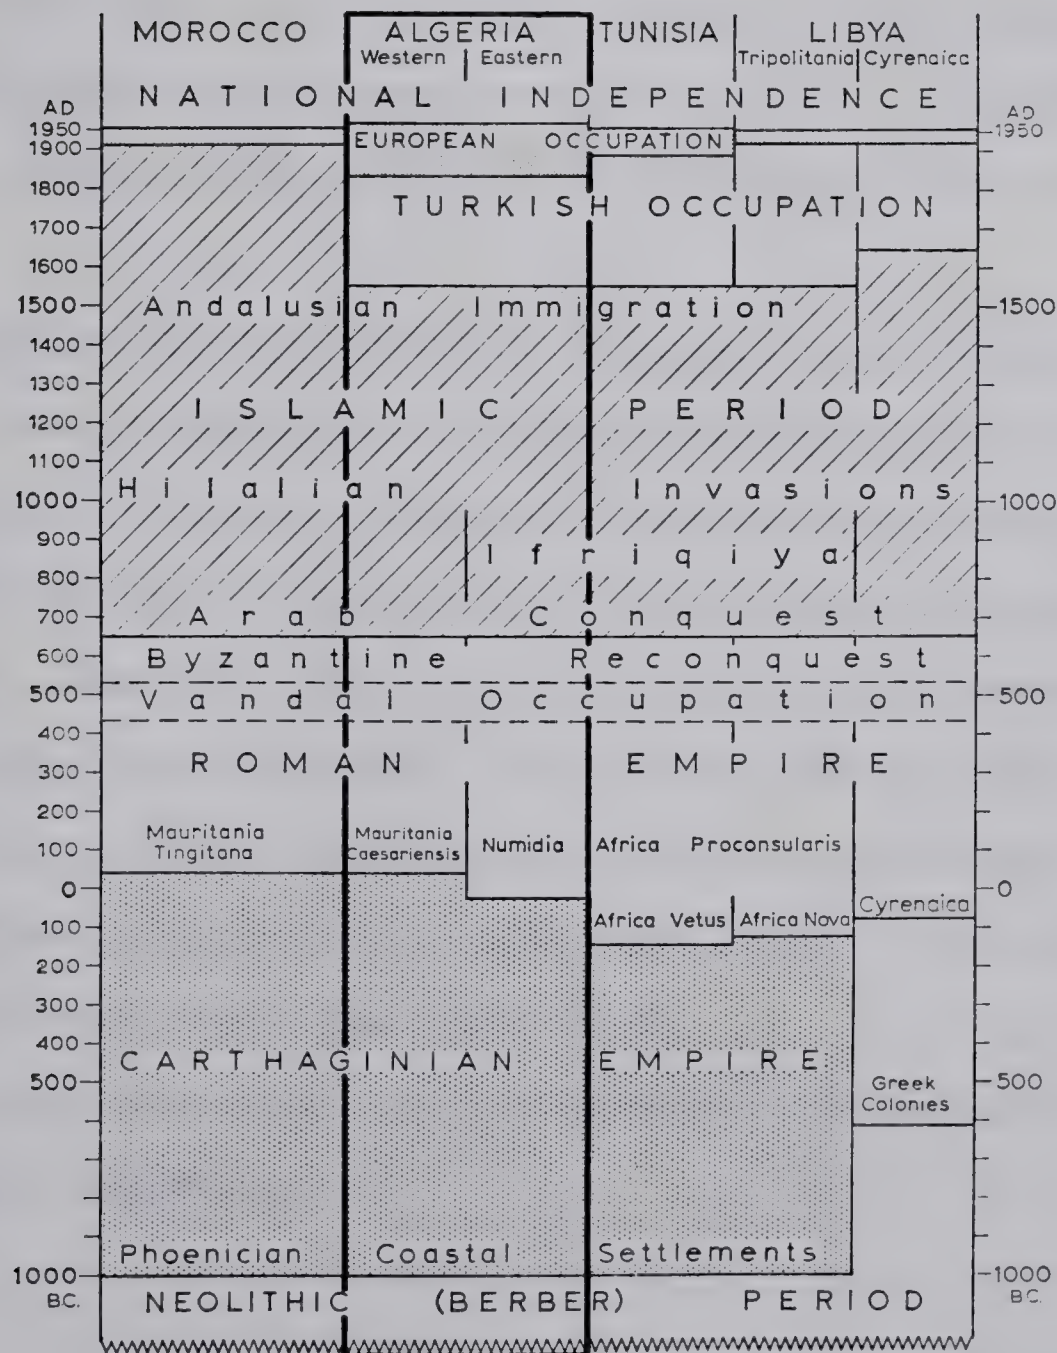 MOROCCO ALGERIA TUNISIA LIBYA
Western Eastern Tripolitania Cyrenaica
NATIONAL INDEPENDENCE
AD AD
1950 1950
EUROPEAN OCCUPATION
1900
1800
TURKISH OCCUPATION
1700
1600
1500 Andalusian Immigration 1500
1400
1300
ISLAMIC PERIOD
1200
1100
1000 Hilalian Invasions 1000
900
Ifriqiya
800
700 Arab Conquest
600 Byzantine Reconquest
500 Vandal Occupation 500
400
300 ROMAN EMPIRE
200
Mauritania Mauritania
Tingitana Caesariensis Numidia Africa Proconsularis
100
0 0
Cyrenaica
Africa Vetus Africa Nova
100
200
300
400
CARTHAGINIAN EMPIRE
500 500
Greek
Colonies
Phoenician Coastal Settlements
1000 1000
B.C. B.C.
NEOLITHIC (BERBER) PERIOD